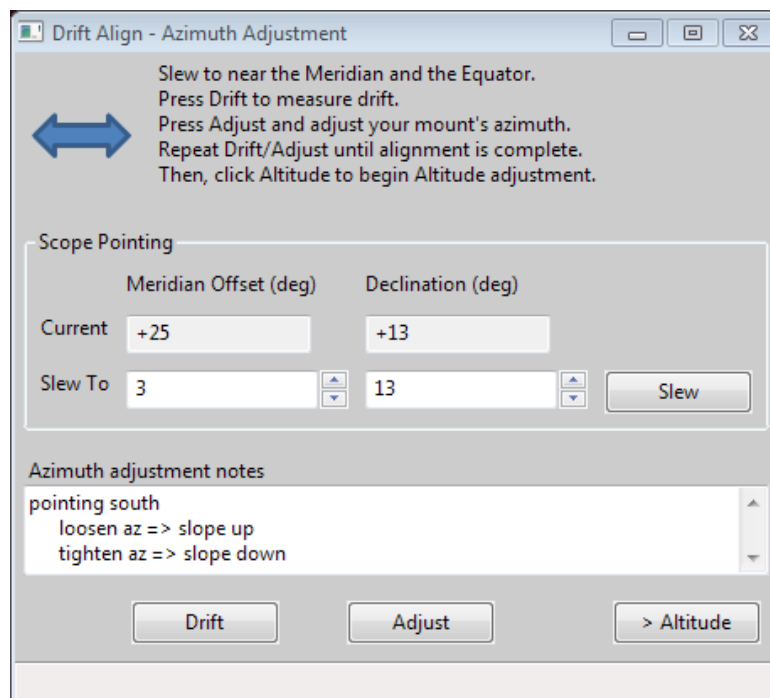 Drift Align - Azimuth Adjustment
Slew to near the Meridian and the Equator.
Press Drift to measure drift.
Press Adjust and adjust your mount's azimuth.
Repeat Drift/Adjust until alignment is complete.
Then, click Altitude to begin Altitude adjustment.
Scope Pointing
Meridian Offset (deg) Declination (deg)
Current +25 +13
Slew To 3 13 Slew
Azimuth adjustment notes
pointing south
loosen az => slope up
tighten az => slope down
Drift Adjust > Altitude